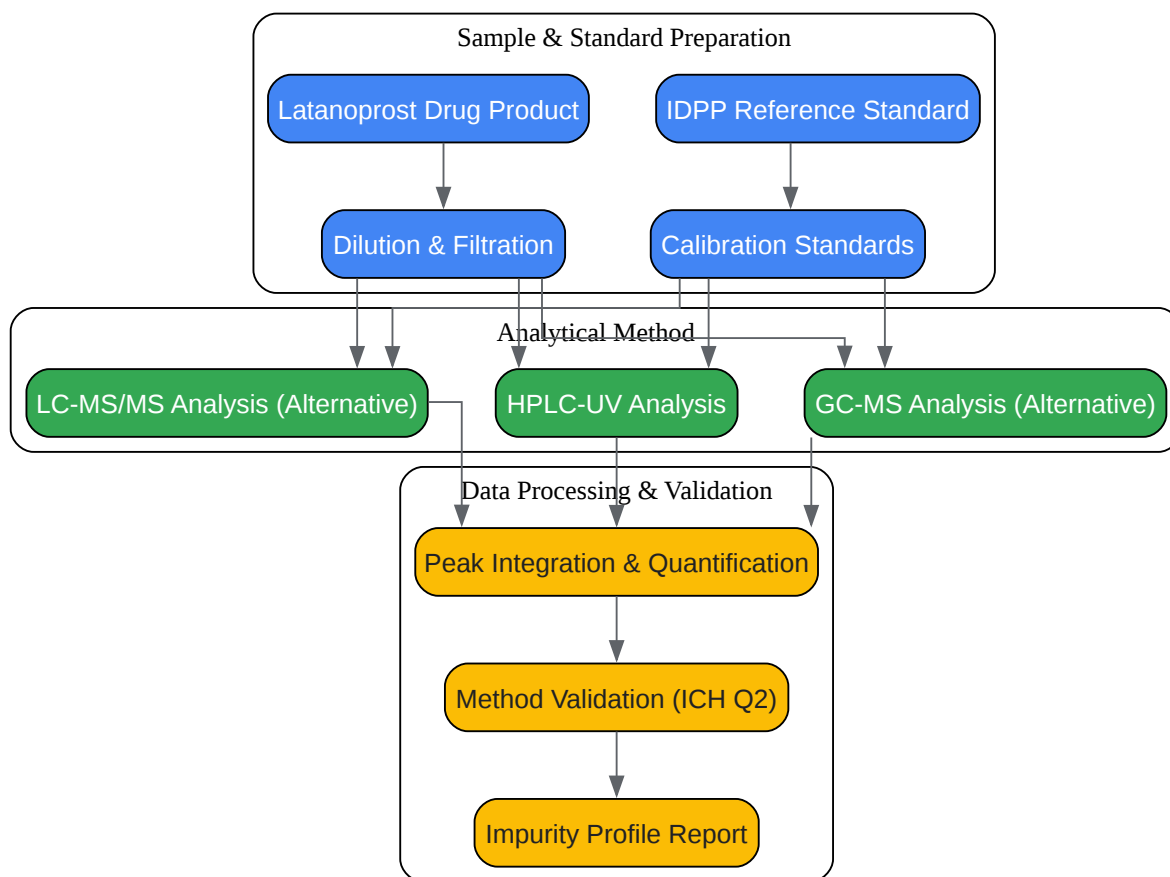 Sample & Standard Preparation
Latanoprost Drug Product
IDPP Reference Standard
Dilution & Filtration
Calibration Standards
Analytical Method
LC-MS/MS Analysis (Alternative)
HPLC-UV Analysis
GC-MS Analysis (Alternative)
Data Processing & Validation
Peak Integration & Quantification
Method Validation (ICH Q2)
Impurity Profile Report